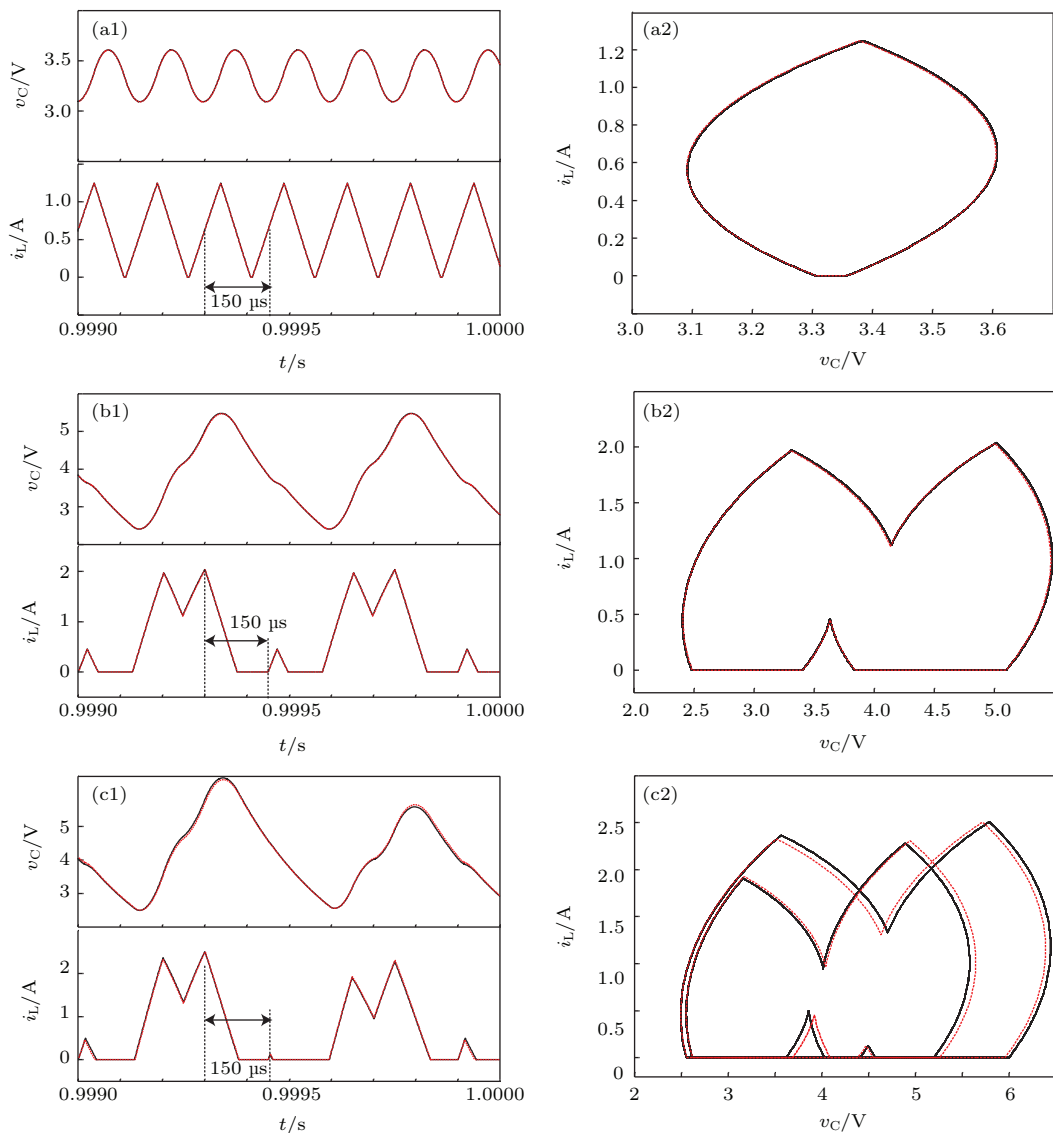 (a1)
3.5
3.0
v_C/V
1.0
0.5
0
i_L/A
150 µs
0.9990 0.9995 1.0000
t/s
(a2)
1.2
1.0
0.8
0.6
0.4
0.2
0
i_L/A
3.0 3.1 3.2 3.3 3.4 3.5 3.6
v_C/V
(b1)
5
4
3
v_C/V
2
1
0
i_L/A
150 µs
0.9990 0.9995 1.0000
t/s
(b2)
2.0
1.5
1.0
0.5
0
i_L/A
2.0 2.5 3.0 3.5 4.0 4.5 5.0
v_C/V
(c1)
5
4
3
v_C/V
2
1
0
i_L/A
150 µs
0.9990 0.9995 1.0000
t/s
(c2)
2.5
2.0
1.5
1.0
0.5
0
i_L/A
2 3 4 5 6
v_C/V